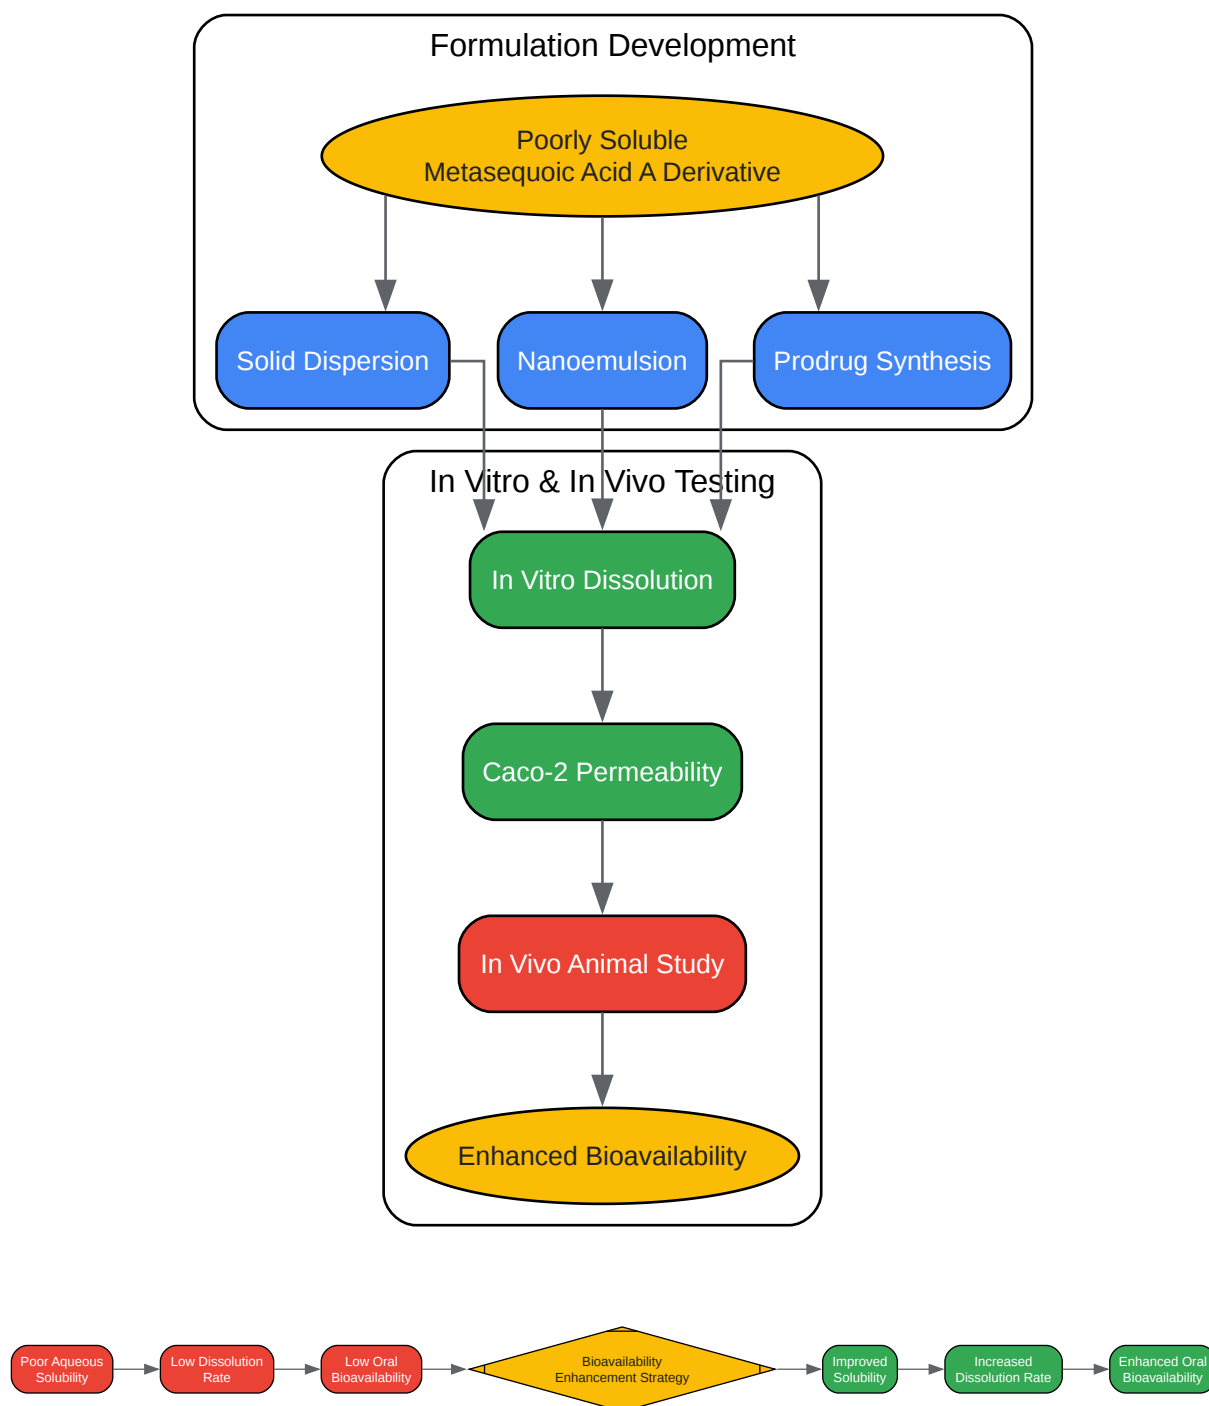 Formulation Development
Poorly Soluble
Metasequoic Acid A Derivative
Solid Dispersion
Nanoemulsion
Prodrug Synthesis
In Vitro & In Vivo Testing
In Vitro Dissolution
Caco-2 Permeability
In Vivo Animal Study
Enhanced Bioavailability
Poor Aqueous
Solubility
Low Dissolution
Rate
Low Oral
Bioavailability
Bioavailability
Enhancement Strategy
Improved
Solubility
Increased
Dissolution Rate
Enhanced Oral
Bioavailability